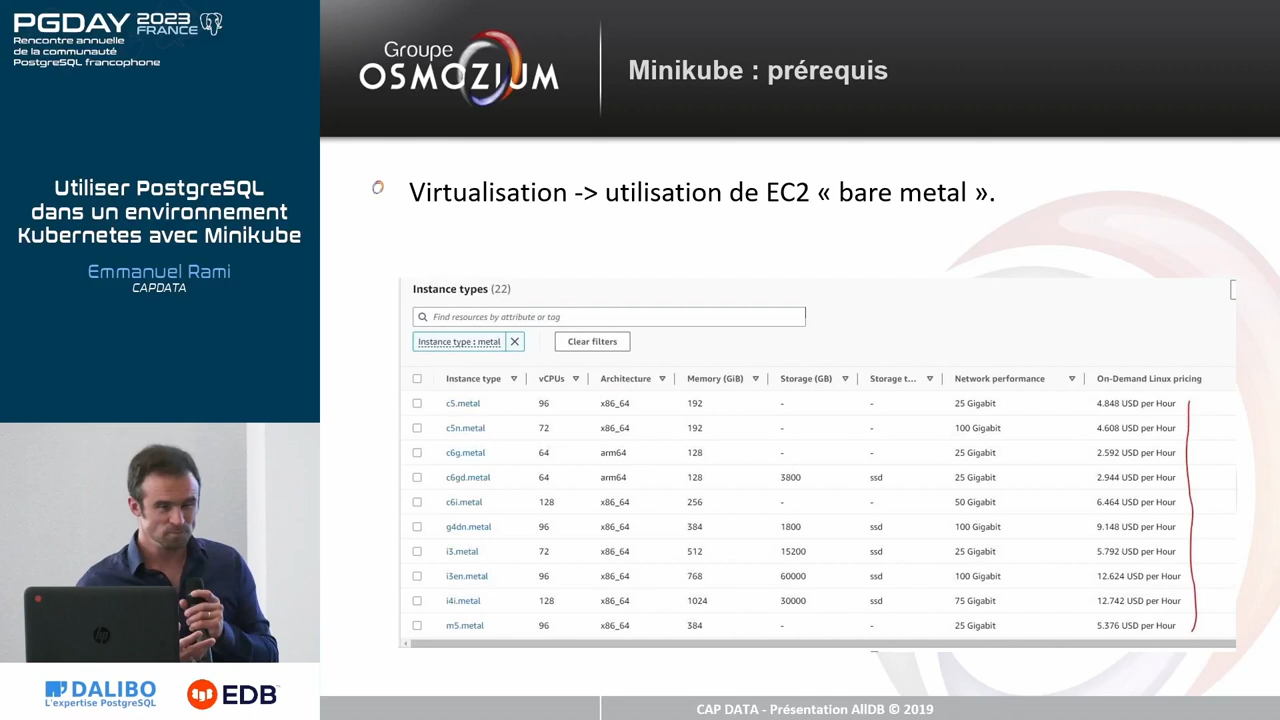 PGDAY 2023 FRANCE
Rencontre annuelle
de la communauté
PostgreSQL francophone
Utiliser PostgreSQL
dans un environnement
Kubernetes avec Minikube
Emmanuel Rami
CAPDATA
hp
DALIBO
L'expertise PostgreSQL
EDB
Groupe
OSMOZIUM
Minikube : prérequis
Virtualisation -> utilisation de EC2 « bare metal ».
Instance types (22)
Find resources by attribute or tag
Instance type : metal
Clear filters
Instance type vCPUs Architecture Memory (GiB) Storage (GB) Storage t... Network performance On-Demand Linux pricing
c5.metal 96 x86_64 192 - - 25 Gigabit 4.848 USD per Hour
c5n.metal 72 x86_64 192 - - 100 Gigabit 4.608 USD per Hour
c6g.metal 64 arm64 128 - - 25 Gigabit 2.592 USD per Hour
c6gd.metal 64 arm64 128 3800 ssd 25 Gigabit 2.944 USD per Hour
c6i.metal 128 x86_64 256 - - 50 Gigabit 6.464 USD per Hour
g4dn.metal 96 x86_64 384 1800 ssd 100 Gigabit 9.148 USD per Hour
i3.metal 72 x86_64 512 15200 ssd 25 Gigabit 5.792 USD per Hour
i3en.metal 96 x86_64 768 60000 ssd 100 Gigabit 12.624 USD per Hour
i4i.metal 128 x86_64 1024 30000 ssd 75 Gigabit 12.742 USD per Hour
m5.metal 96 x86_64 384 - - 25 Gigabit 5.376 USD per Hour
CAP DATA - Présentation AllDB © 2019